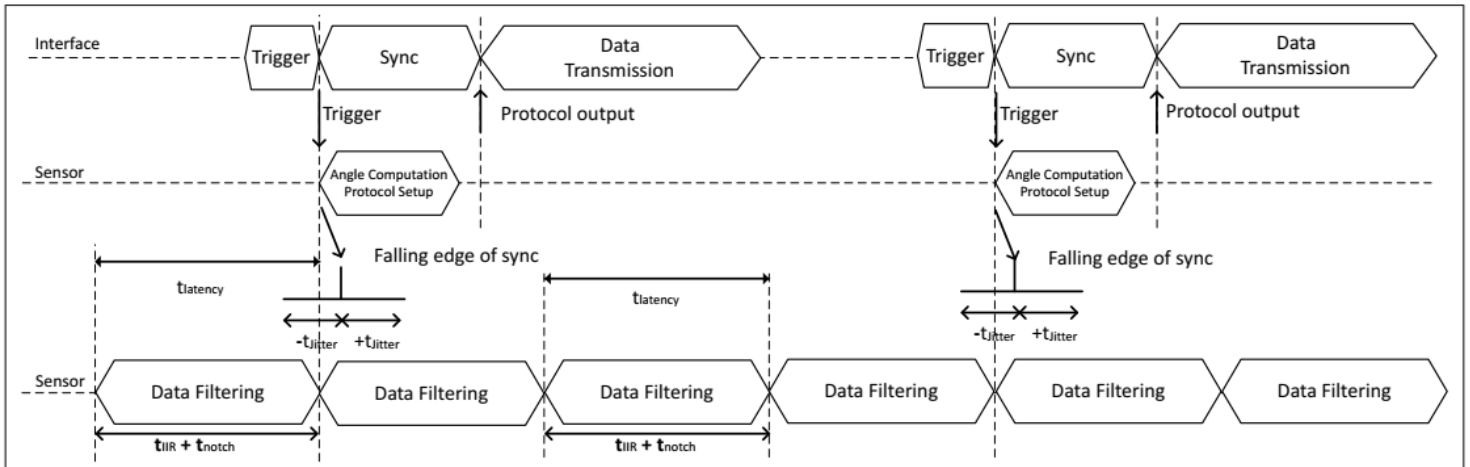 Interface
Trigger
Sync
Data
Transmission
Trigger
Sync
Data
Transmission
Trigger
Protocol output
Trigger
Protocol output
Sensor
Angle Computation
Protocol Setup
Angle Computation
Protocol Setup
Falling edge of sync
Falling edge of sync
tlatency
tlatency
-tJitter +tJitter
-tJitter +tJitter
Sensor
Data Filtering
Data Filtering
Data Filtering
Data Filtering
Data Filtering
Data Filtering
tIIR + tnotch
tIIR + tnotch